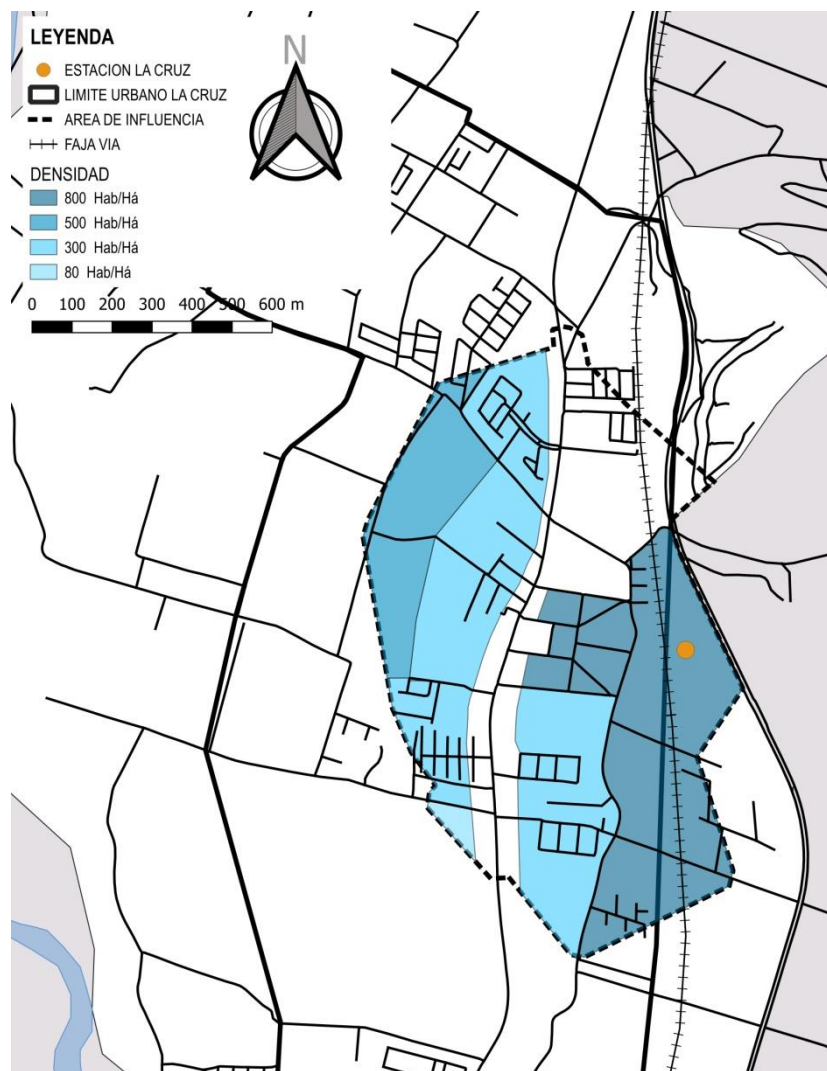 LEYENDA
ESTACION LA CRUZ
LIMITE URBANO LA CRUZ
AREA DE INFLUENCIA
FAJA VIA
DENSIDAD
800 Hab/Há
500 Hab/Há
300 Hab/Há
80 Hab/Há
0 100 200 300 400 500 600 m
N